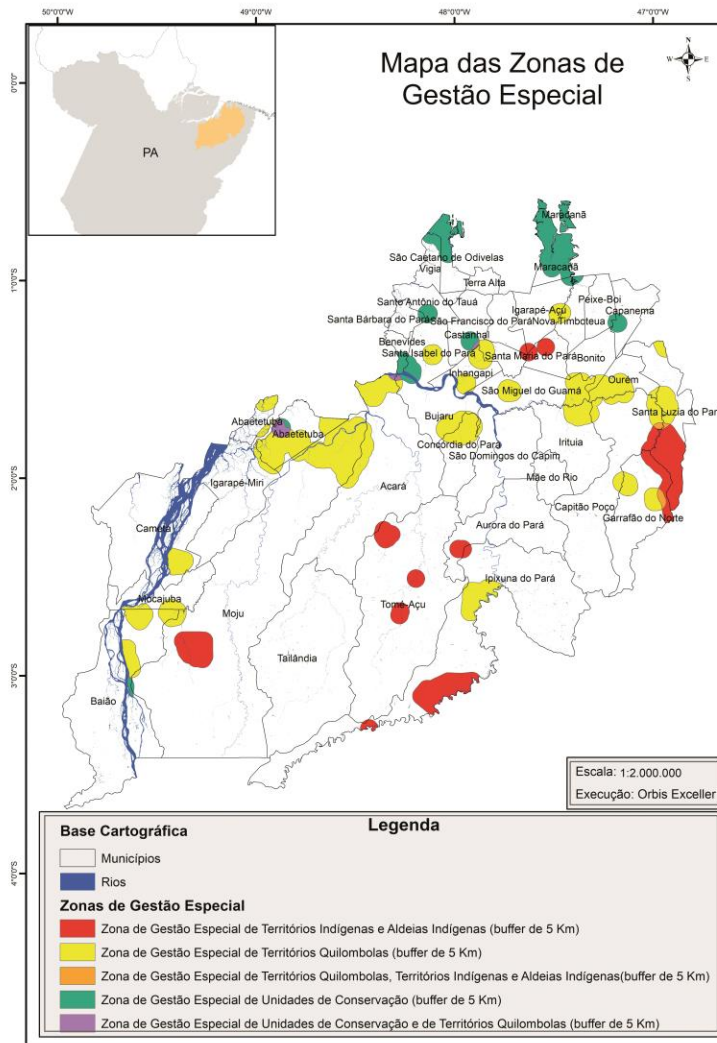 50°0'0"W
49°0'0"W
48°0'0"W
47°0'0"W
Mapa das Zonas de
Gestão Especial
N
W
E
S
0°0'0"
PA
Maracanã
São Caetano de Odivelas
Vigia
Maracanã
1°0'0"S
Terra Alta
Peixe-Boi
Santo Antônio do Tauá
Igarapé-Açú
Capanema
Santa Bárbara do Pará
São Francisco do Pará
Nova Timboteua
Castanhal
Benevides
Santa Isabel do Pará
Santa Maria do Pará
Bonito
Inhangapi
Ourem
São Miguel do Guamá
Abaetetuba
Bujaru
Santa Luzia do Par
Abaetetuba
Concórdia do Pará
Irituia
São Domingos do Capim
2°0'0"S
Igarapé-Miri
Acará
Mãe do Rio
Capitão Poço
Garrafão do Norte
Cametá
Aurora do Pará
Ipixuna do Pará
Mocajuba
Moju
Tomé-Açu
Tailândia
3°0'0"S
Baião
Escala: 1:2.000.000
Execução: Orbis Exceller
4°0'0"S
Legenda
Base Cartográfica
Municípios
Rios
Zonas de Gestão Especial
Zona de Gestão Especial de Territórios Indígenas e Aldeias Indígenas (buffer de 5 Km)
Zona de Gestão Especial de Territórios Quilombolas (buffer de 5 Km)
Zona de Gestão Especial de Territórios Quilombolas, Territórios Indígenas e Aldeias Indígenas(buffer de 5 Km)
Zona de Gestão Especial de Unidades de Conservação (buffer de 5 Km)
Zona de Gestão Especial de Unidades de Conservação e de Territórios Quilombolas (buffer de 5 Km)